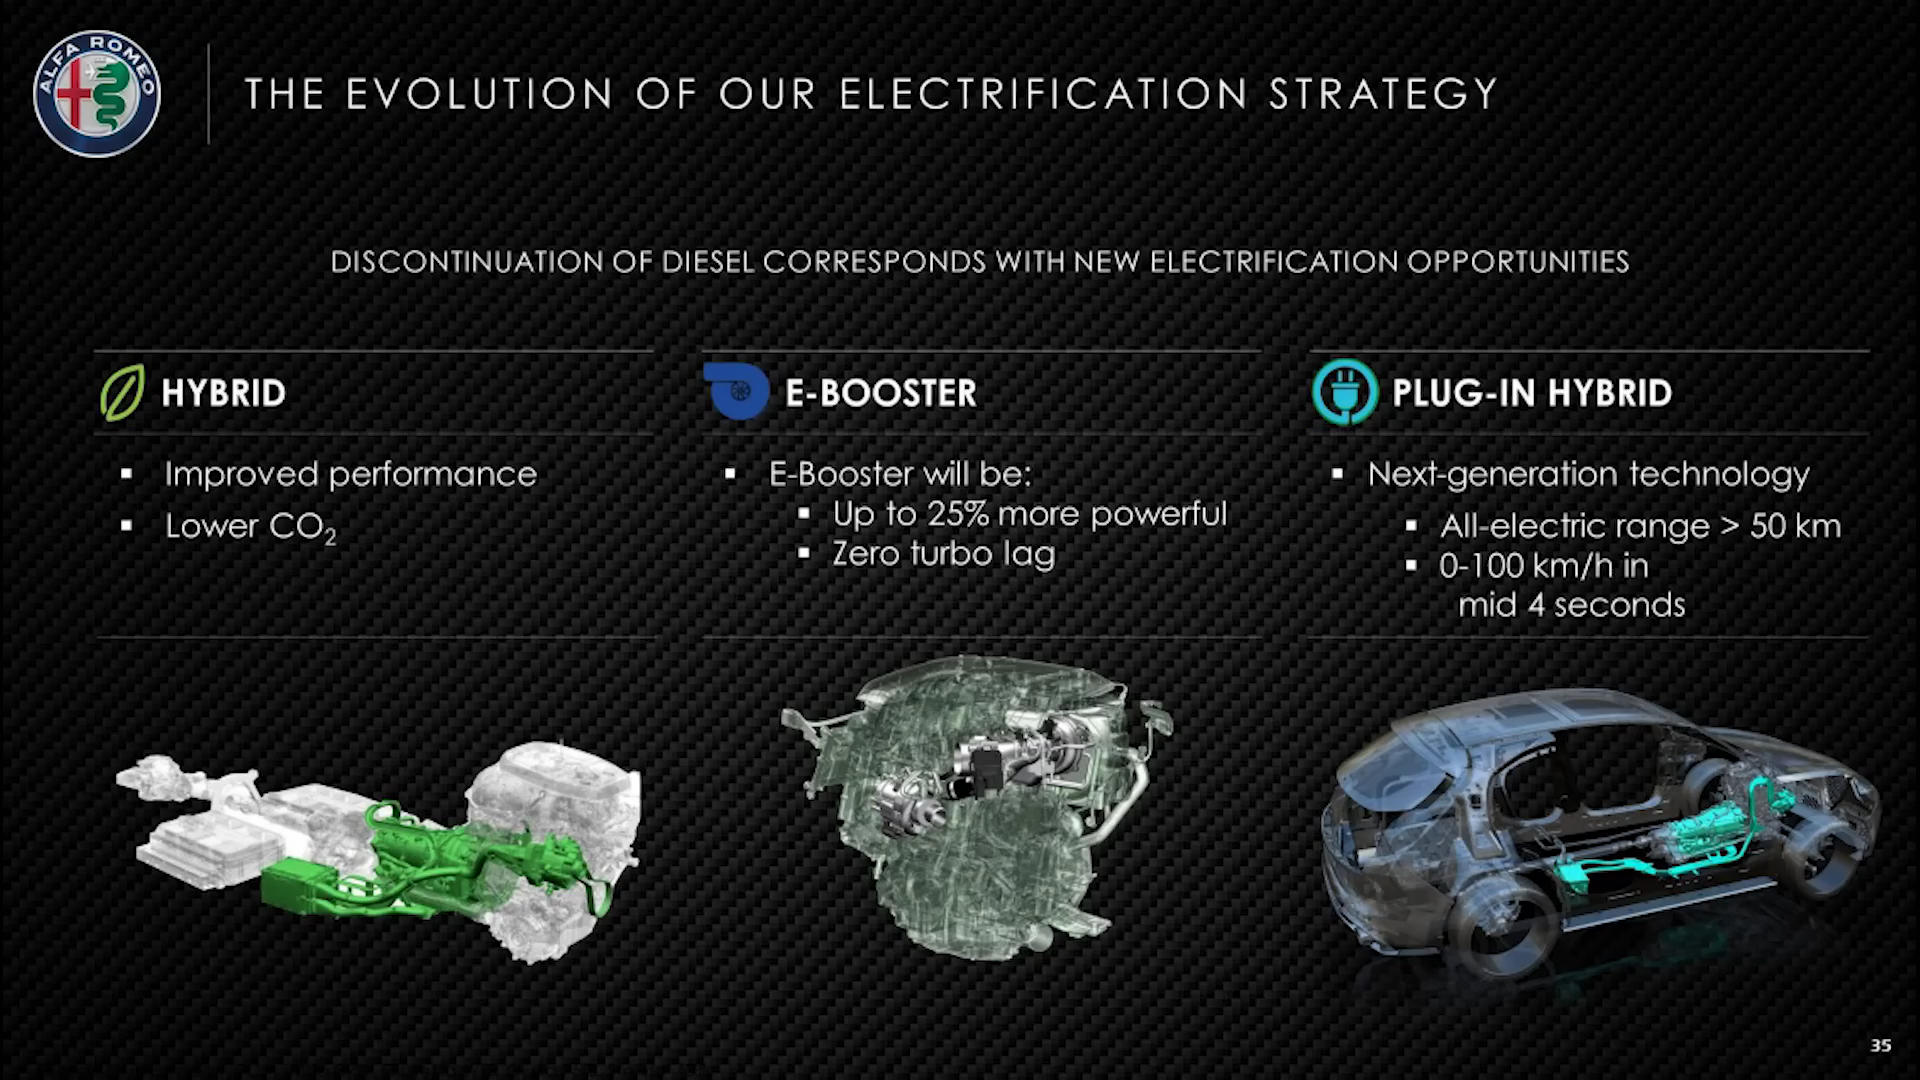 ALFA ROMEO
THE EVOLUTION OF OUR ELECTRIFICATION STRATEGY
DISCONTINUATION OF DIESEL CORRESPONDS WITH NEW ELECTRIFICATION OPPORTUNITIES
HYBRID
▪ Improved performance
▪ Lower CO₂
E-BOOSTER
▪ E-Booster will be:
▪ Up to 25% more powerful
▪ Zero turbo lag
PLUG-IN HYBRID
▪ Next-generation technology
▪ All-electric range > 50 km
▪ 0-100 km/h in
mid 4 seconds
35